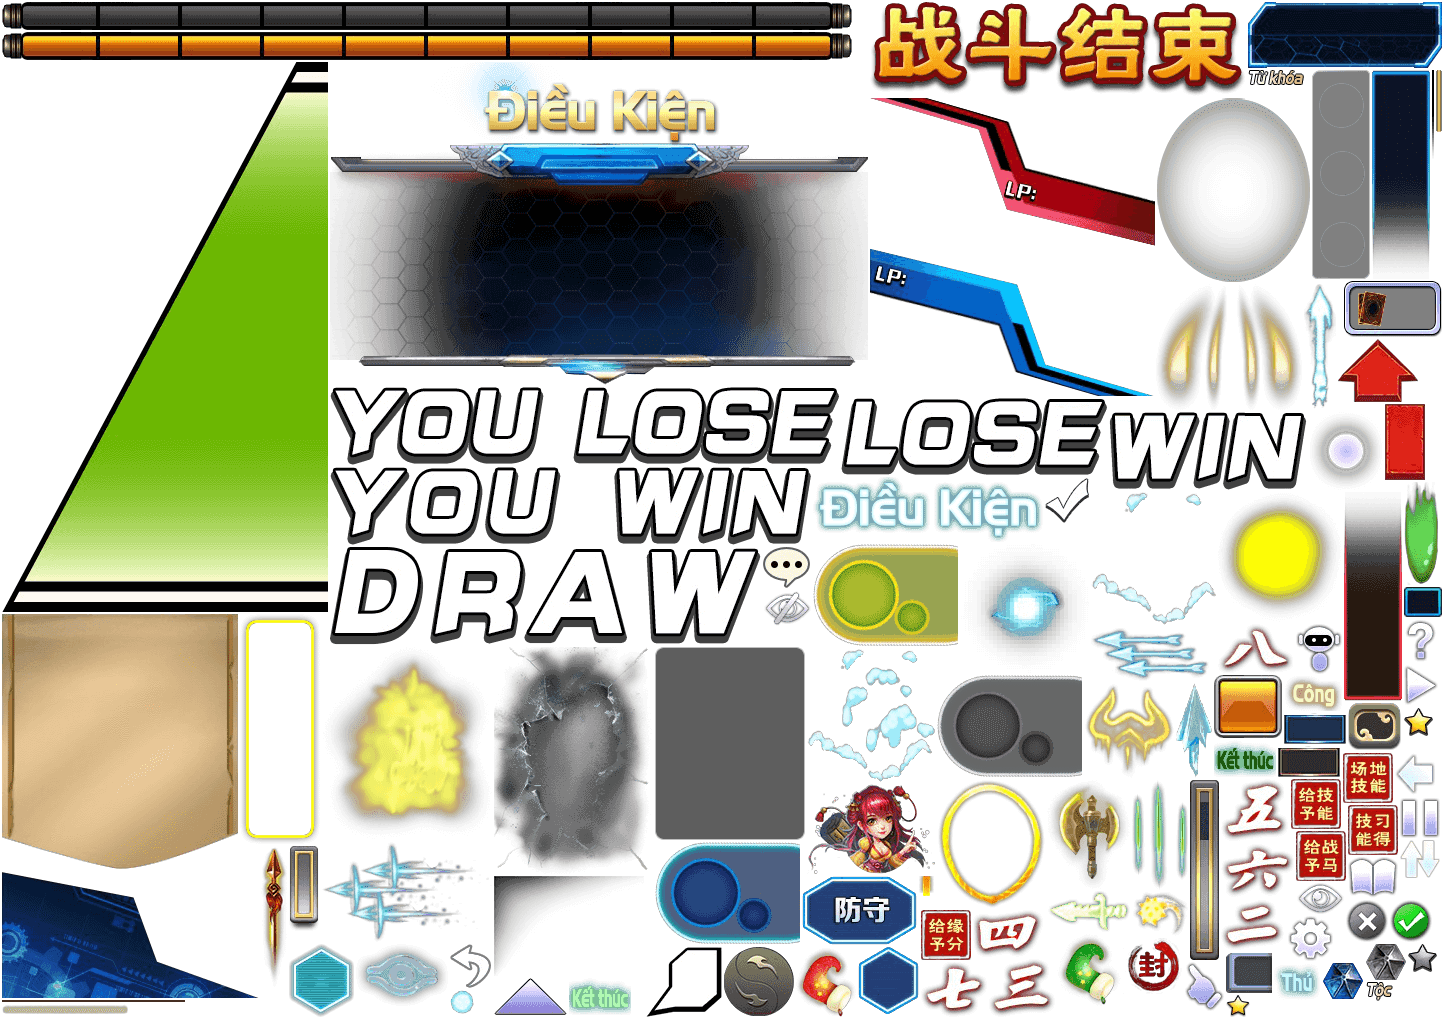 战斗结束
Từ khóa
Điều Kiện
LP:
LP:
YOU LOSE
LOSE
WIN
YOU WIN
Điều Kiện
DRAW
八
Công
Kết thúc
场地
技能
给技
予能
技习
能得
给战
予马
五
六
二
防守
给缘
予分
四
七
三
封
Kết thúc
Thủ
Tộc